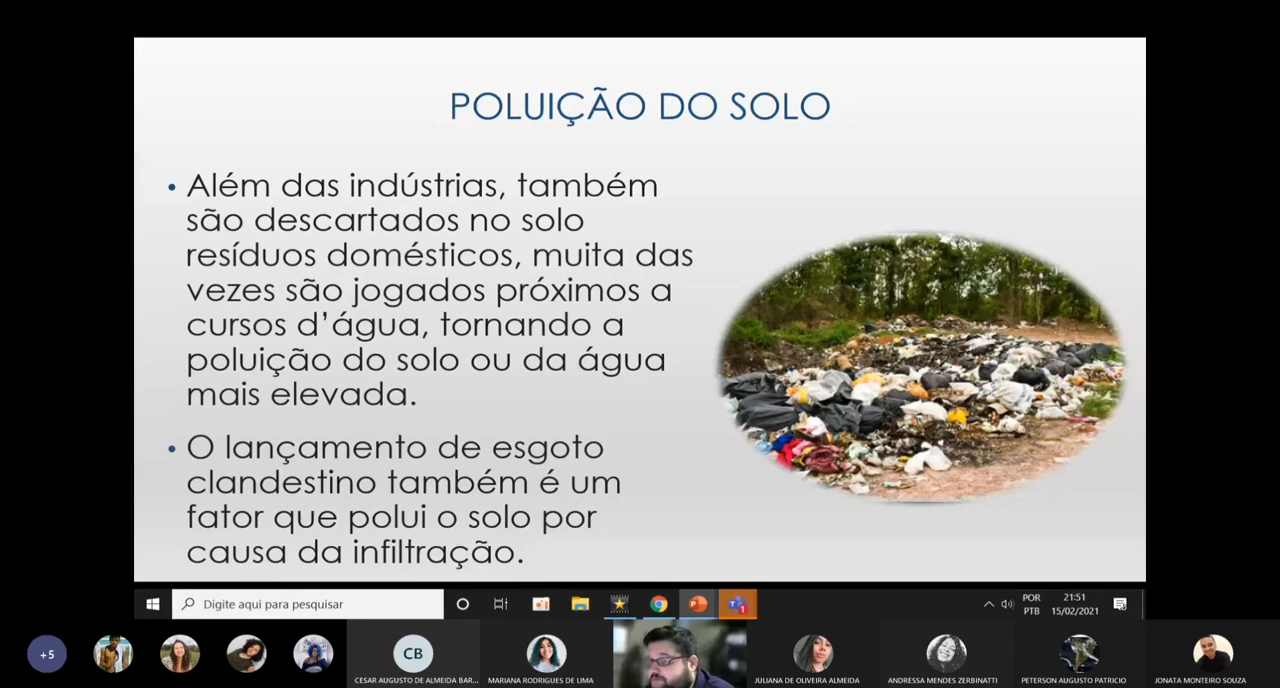 POLUIÇÃO DO SOLO
• Além das indústrias, também
são descartados no solo
resíduos domésticos, muita das
vezes são jogados próximos a
cursos d’água, tornando a
poluição do solo ou da água
mais elevada.
• O lançamento de esgoto
clandestino também é um
fator que polui o solo por
causa da infiltração.
Digite aqui para pesquisar
POR
PTB
21:51
15/02/2021
+5
CB
CESAR AUGUSTO DE ALMEIDA BAR...
MARIANA RODRIGUES DE LIMA
JULIANA DE OLIVEIRA ALMEIDA
ANDRESSA MENDES ZERBINATTI
PETERSON AUGUSTO PATRICIO
JONATA MONTEIRO SOUZA